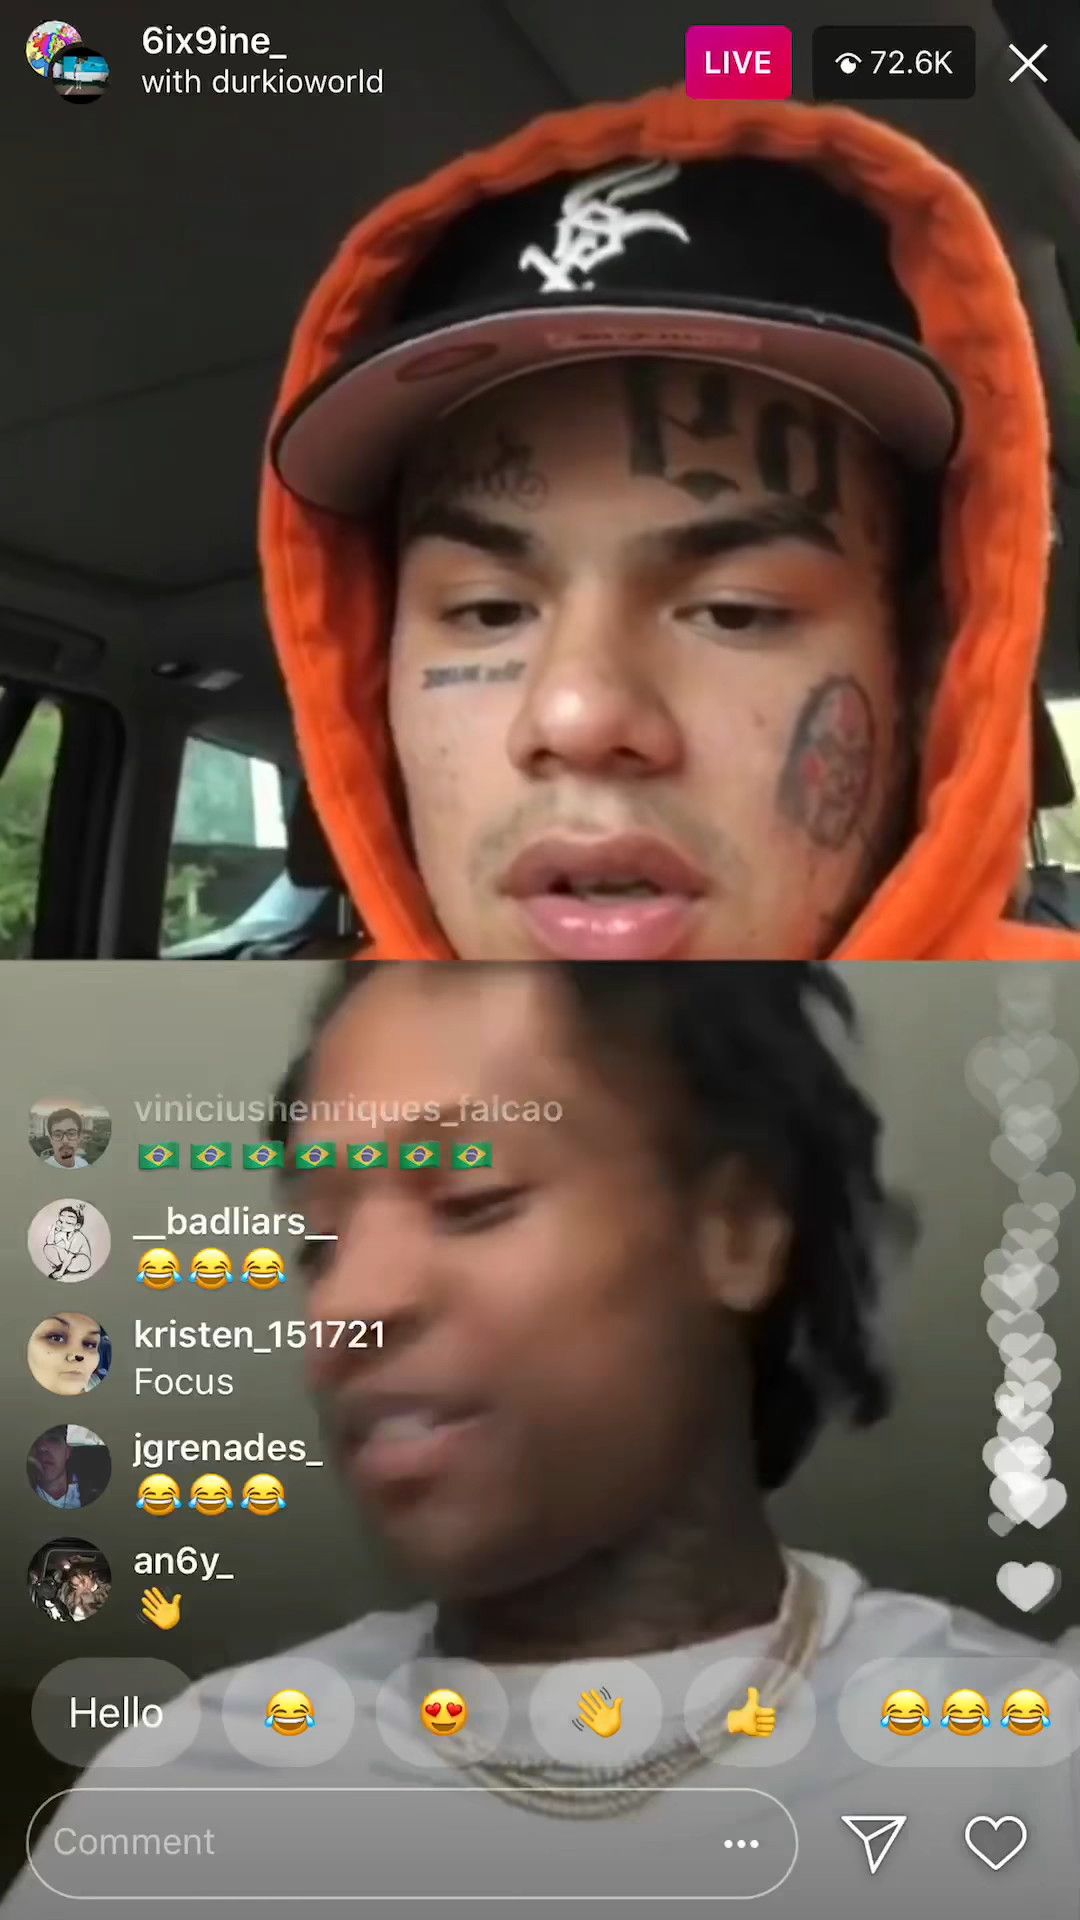 6ix9ine_
with durkioworld
LIVE
72.6K
viniciushenriques_falcao
🇧🇷 🇧🇷 🇧🇷 🇧🇷 🇧🇷 🇧🇷 🇧🇷
__badliars__
😂😂😂
kristen_151721
Focus
jgrenades_
😂😂😂
an6y_
👋
Hello 😂 😍 👋 👍 😂😂😂
Comment